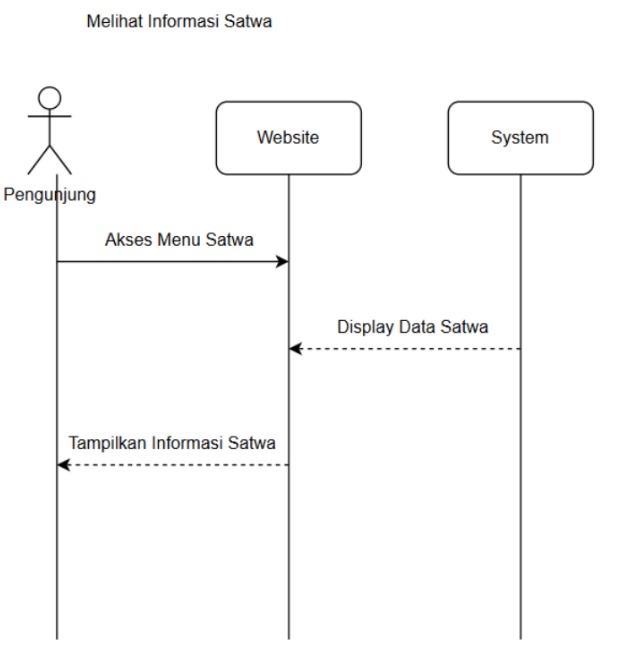 Melihat Informasi Satwa
Website
System
Pengunjung
Akses Menu Satwa
Display Data Satwa
Tampilkan Informasi Satwa